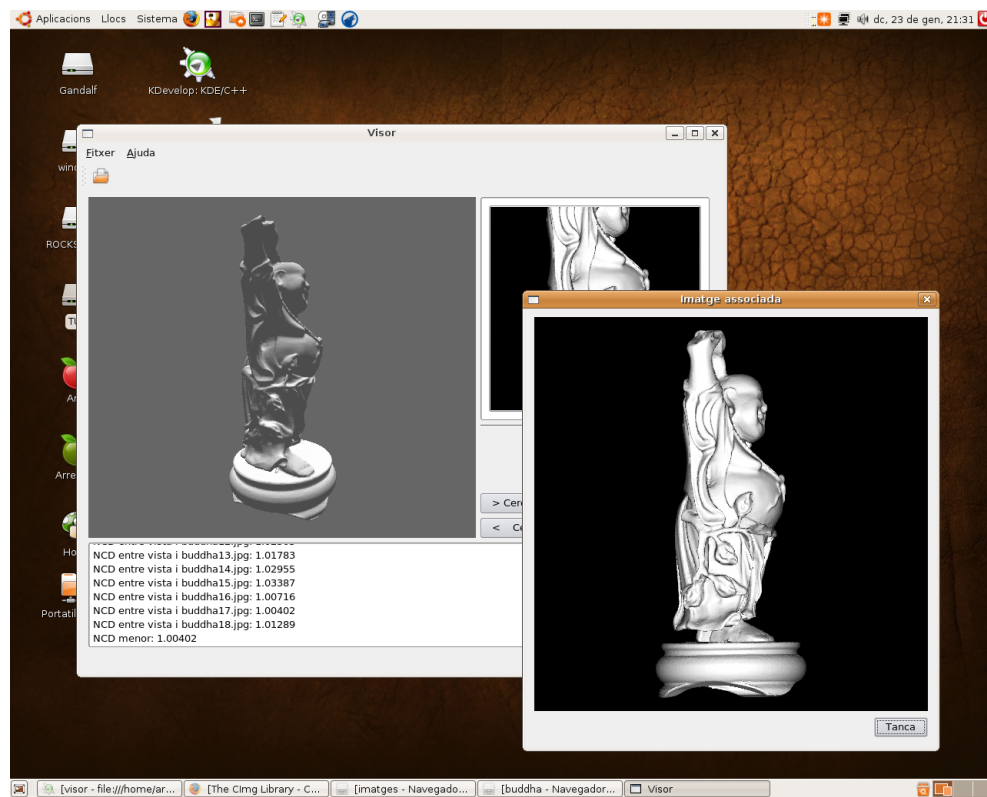 Aplicacions Llocs Sistema
dc, 23 de gen, 21:31
Gandalf
KDevelop: KDE/C++
Visor
Fitxer Ajuda
Imatge associada
NCD entre vista i buddha13.jpg: 1.01783
NCD entre vista i buddha14.jpg: 1.02955
NCD entre vista i buddha15.jpg: 1.03387
NCD entre vista i buddha16.jpg: 1.00716
NCD entre vista i buddha17.jpg: 1.00402
NCD entre vista i buddha18.jpg: 1.01289
NCD menor: 1.00402
Tanca
[visor - file:///home/ar... [The CImg Library - C... [imatges - Navegado... [buddha - Navegador... Visor